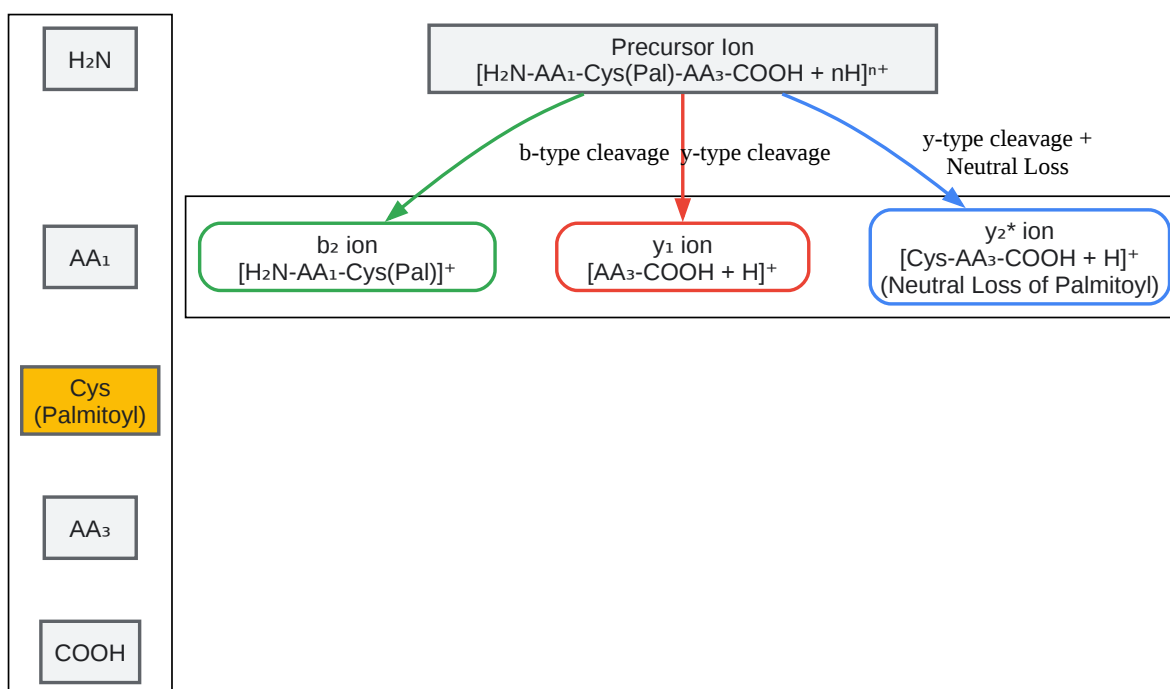 H₂N
AA₁
Cys
(Palmitoyl)
AA₃
COOH
Precursor Ion
[H₂N-AA₁-Cys(Pal)-AA₃-COOH + nH]ⁿ⁺
b-type cleavage
y-type cleavage
y-type cleavage +
Neutral Loss
b₂ ion
[H₂N-AA₁-Cys(Pal)]⁺
y₁ ion
[AA₃-COOH + H]⁺
y₂* ion
[Cys-AA₃-COOH + H]⁺
(Neutral Loss of Palmitoyl)